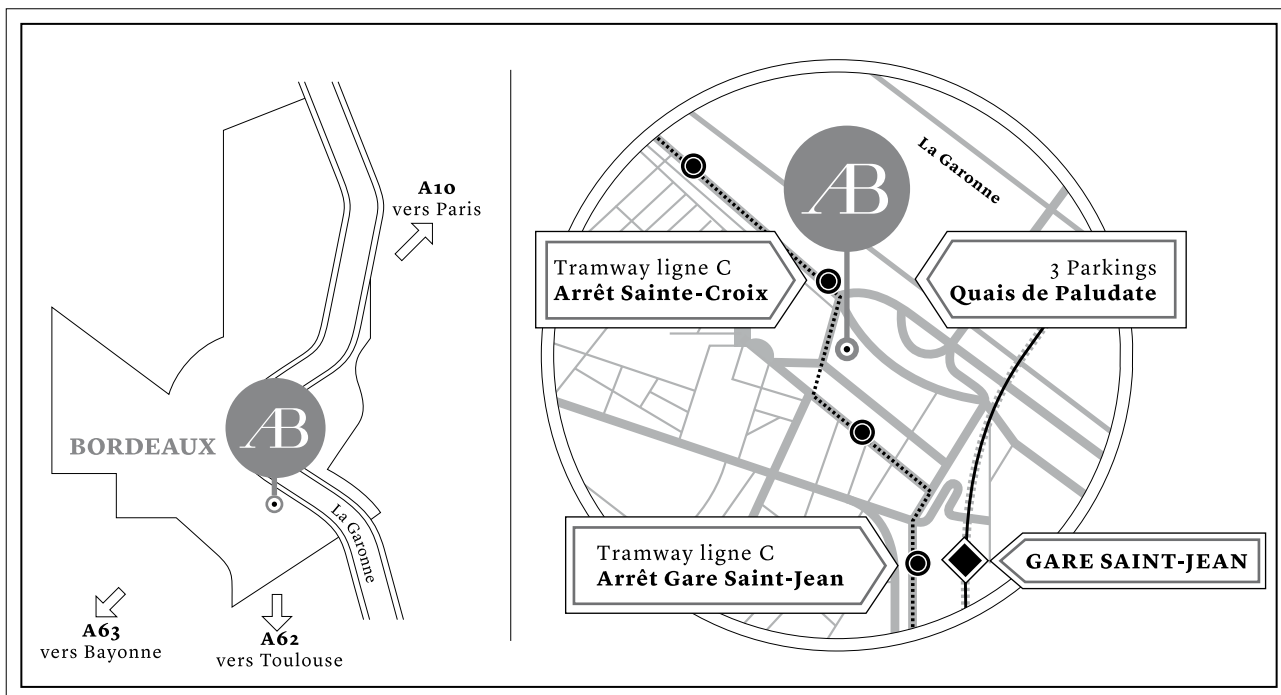 A10
vers Paris
BORDEAUX
AB
La Garonne
A63
vers Bayonne
A62
vers Toulouse
La Garonne
AB
Tramway ligne C
Arrêt Sainte-Croix
3 Parkings
Quais de Paludate
Tramway ligne C
Arrêt Gare Saint-Jean
GARE SAINT-JEAN